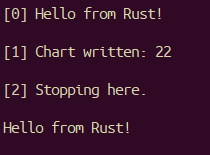 [0] Hello from Rust!
[1] Chart written: 22
[2] Stopping here.
Hello from Rust!